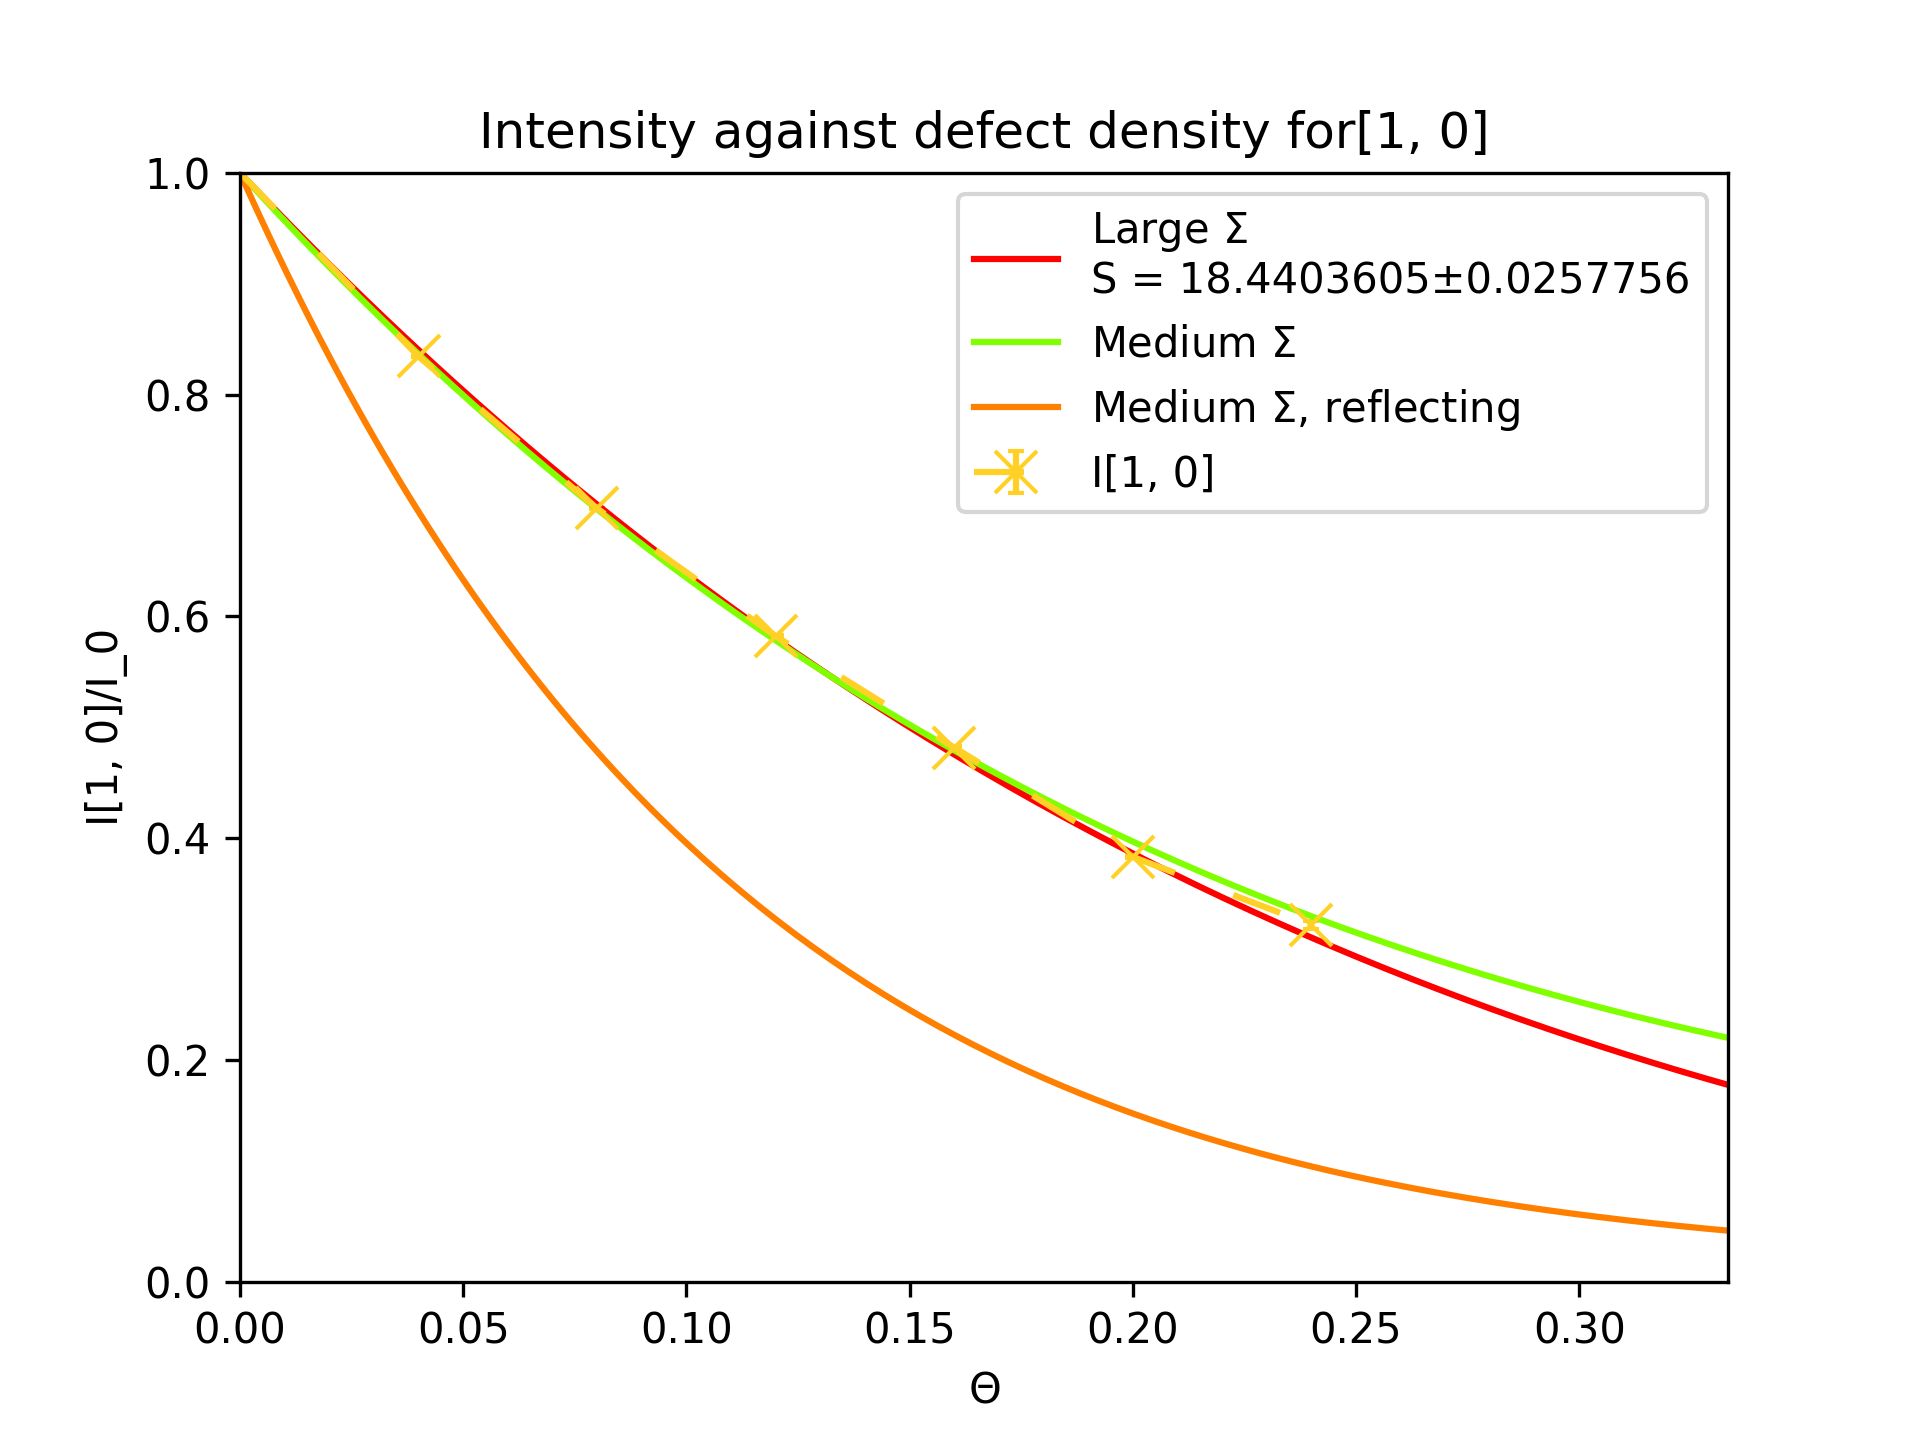 Intensity against defect density for[1, 0]
1.0
0.8
0.6
0.4
0.2
0.0
I[1, 0]/I_0
Large Σ
S = 18.4403605±0.0257756
Medium Σ
Medium Σ, reflecting
I[1, 0]
0.00 0.05 0.10 0.15 0.20 0.25 0.30
Θ